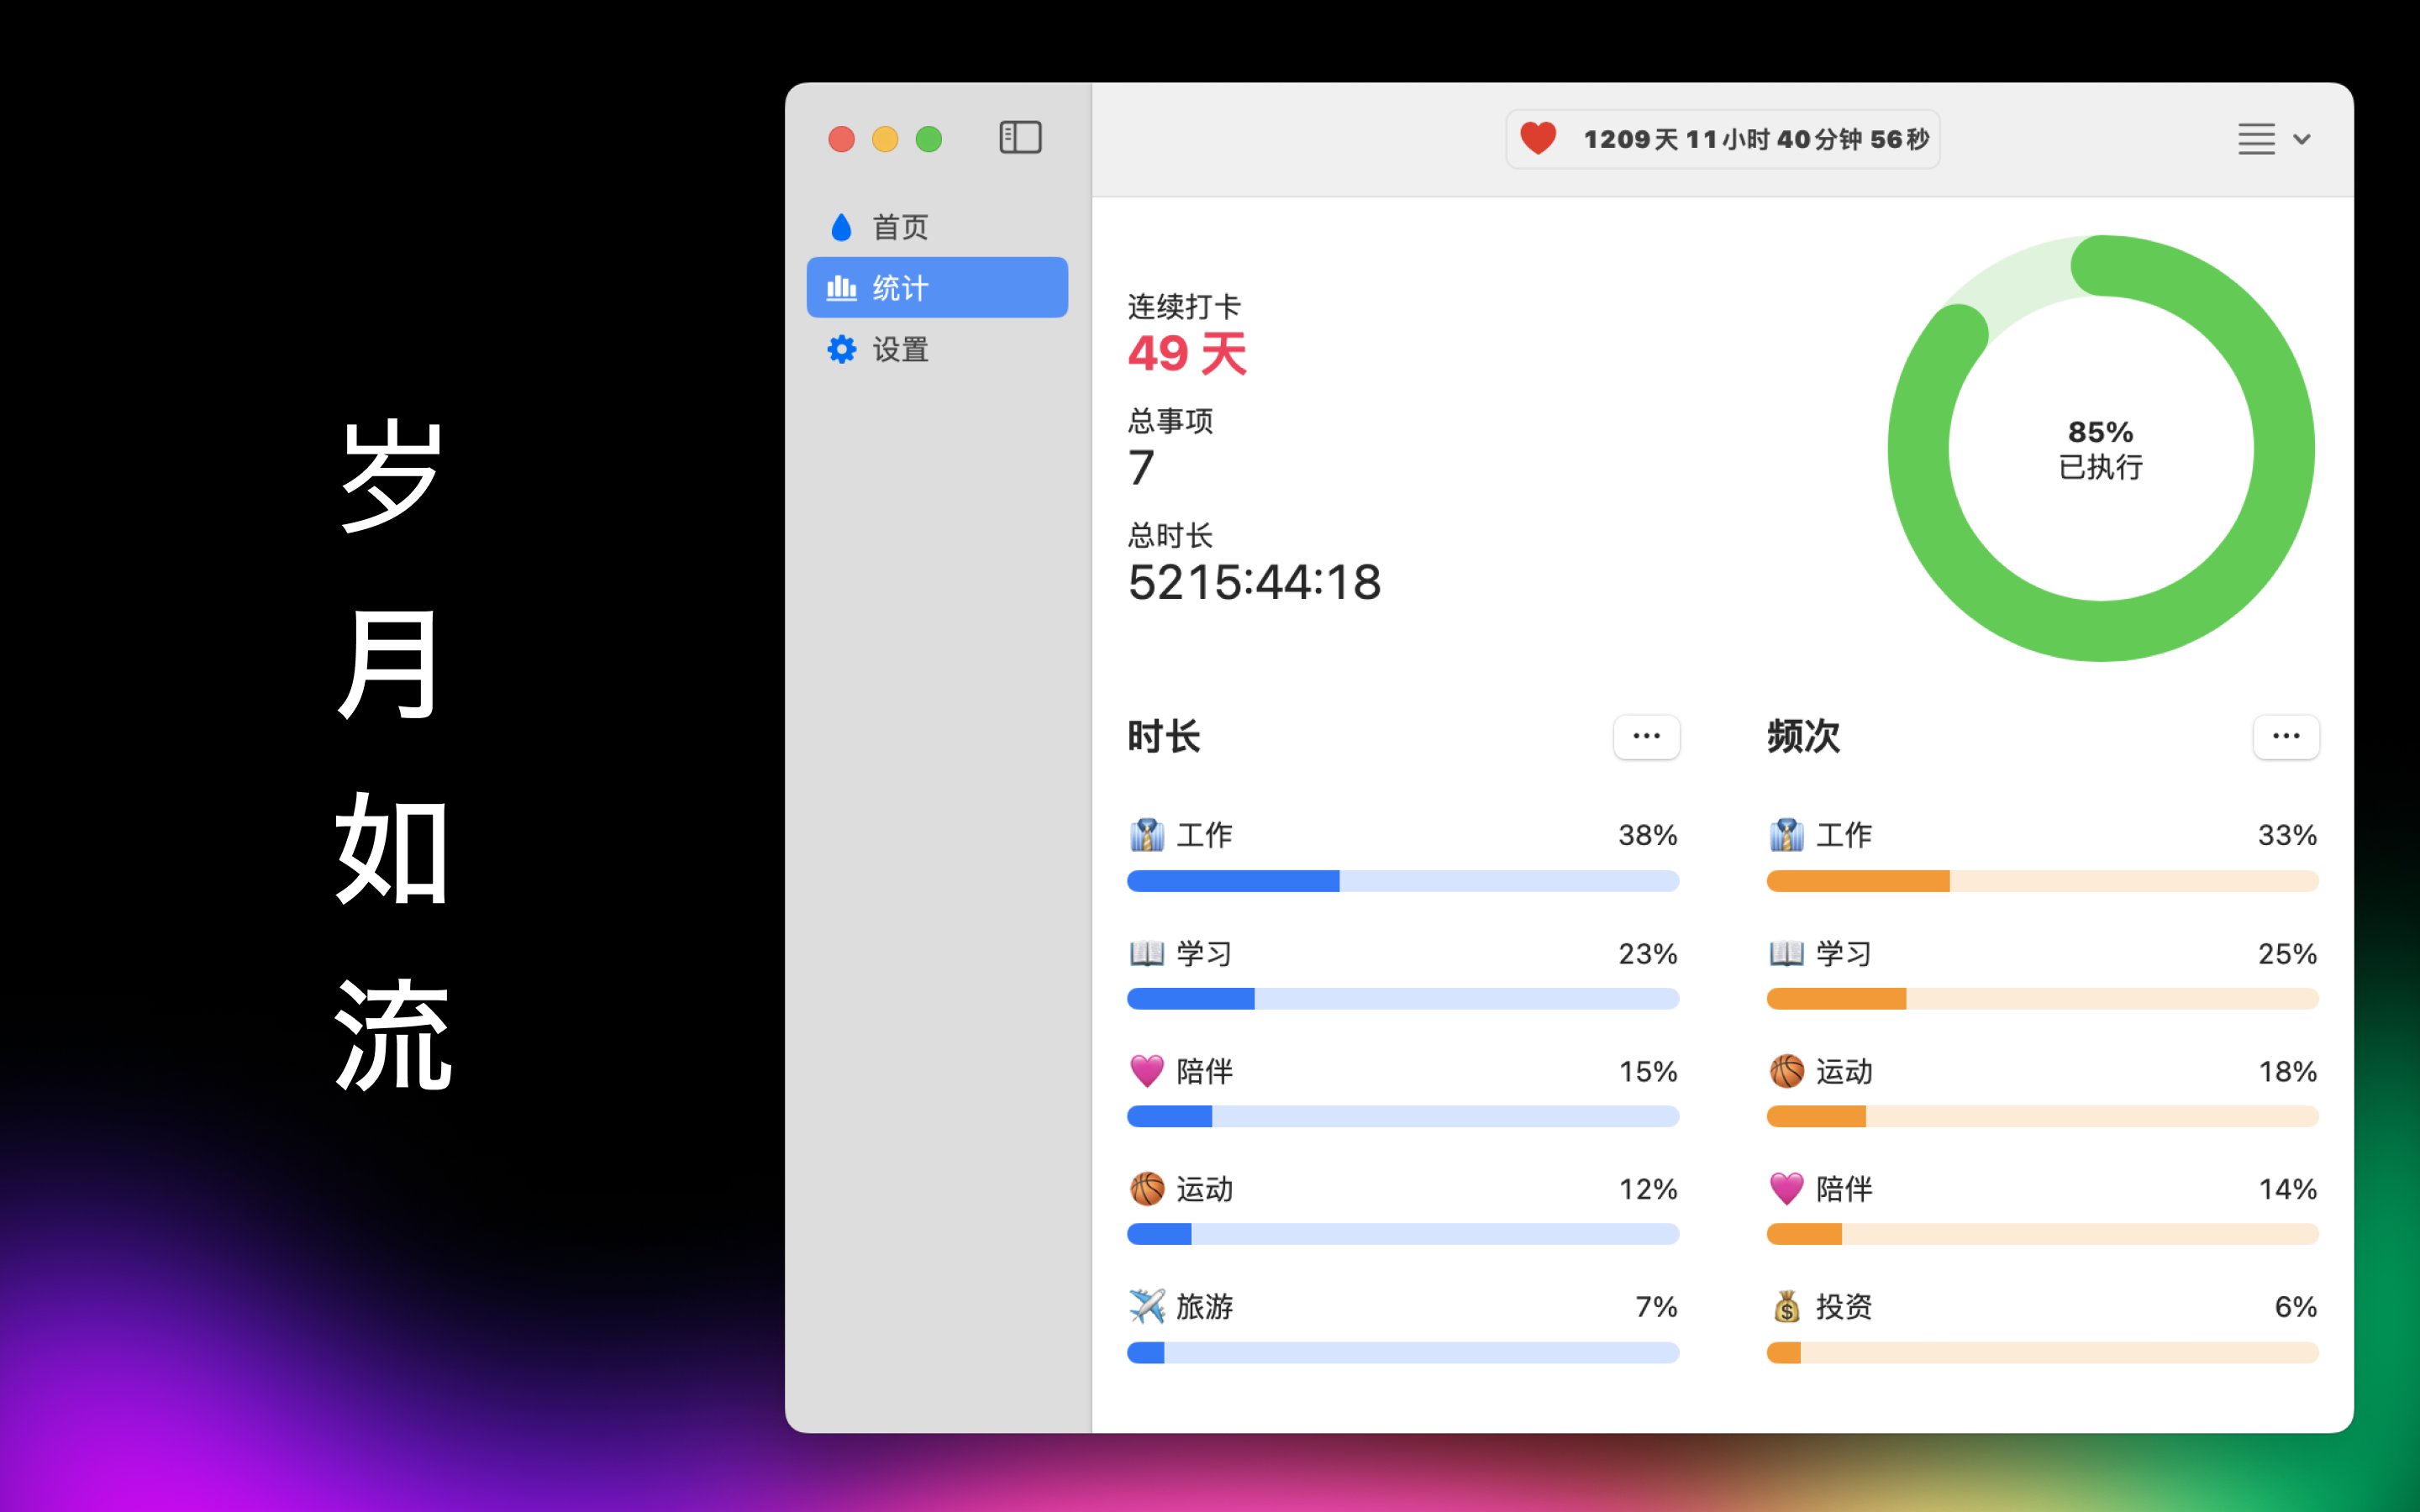 岁月如流
1209天 11小时 40分钟 56秒
首页
统计
设置
连续打卡
49 天
总事项
7
总时长
5215:44:18
85%
已执行
时长
工作 38%
学习 23%
陪伴 15%
运动 12%
旅游 7%
频次
工作 33%
学习 25%
运动 18%
陪伴 14%
投资 6%